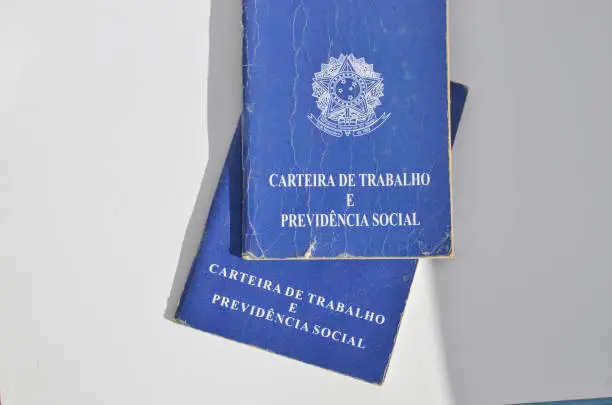 CARTEIRA DE TRABALHO
E
PREVIDÊNCIA SOCIAL
CARTEIRA DE TRABALHO
E
PREVIDÊNCIA SOCIAL